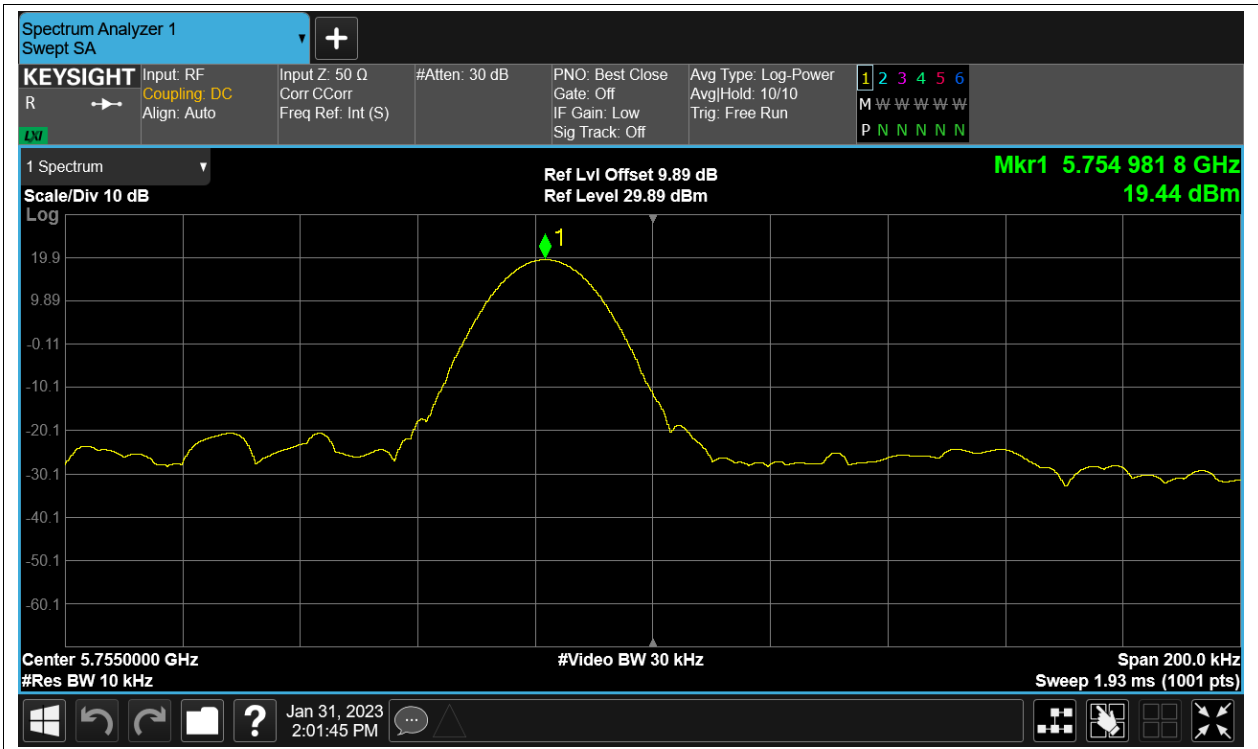 Spectrum Analyzer 1
Swept SA
KEYSIGHT Input: RF Input Z: 50 Ω #Atten: 30 dB PNO: Best Close Avg Type: Log-Power 1 2 3 4 5 6
R Coupling: DC Corr CCorr Gate: Off Avg|Hold: 10/10 M W W W W W W
Align: Auto Freq Ref: Int (S) IF Gain: Low Trig: Free Run
LXI Sig Track: Off P N N N N N
1 Spectrum Ref Lvl Offset 9.89 dB Mkr1 5.754 981 8 GHz
Scale/Div 10 dB Ref Level 29.89 dBm 19.44 dBm
Log
1
19.9
9.89
-0.11
-10.1
-20.1
-30.1
-40.1
-50.1
-60.1
Center 5.7550000 GHz #Video BW 30 kHz Span 200.0 kHz
#Res BW 10 kHz Sweep 1.93 ms (1001 pts)
? Jan 31, 2023
2:01:45 PM